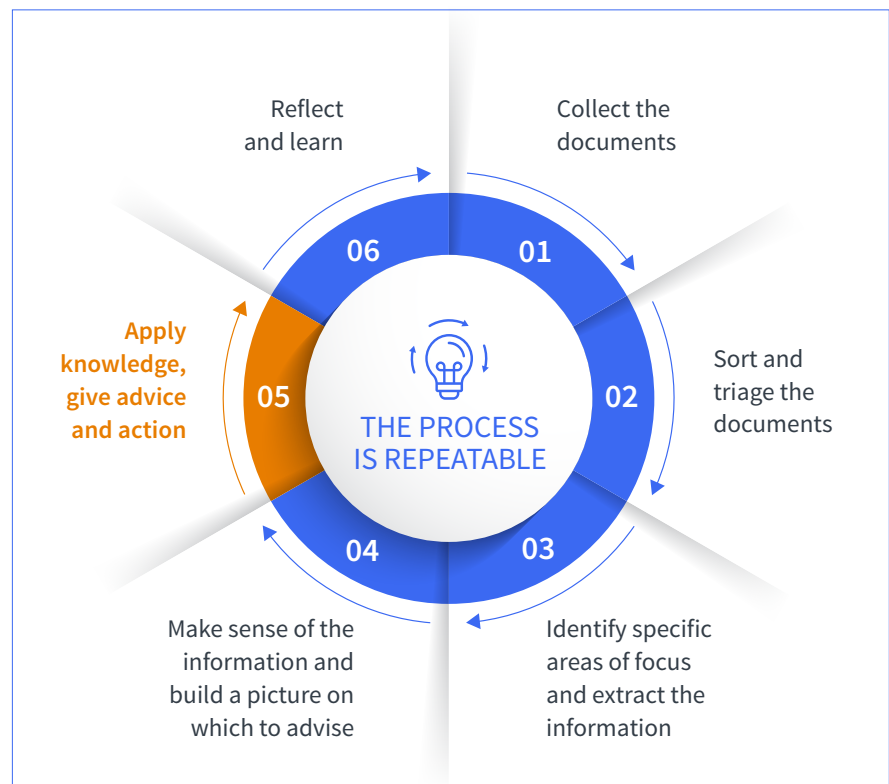 Collect the
documents
01
Sort and
triage the
documents
02
Identify specific
areas of focus
and extract the
information
03
Make sense of the
information and
build a picture on
which to advise
04
Apply
knowledge,
give advice
and action
05
Reflect
and learn
06
THE PROCESS
IS REPEATABLE